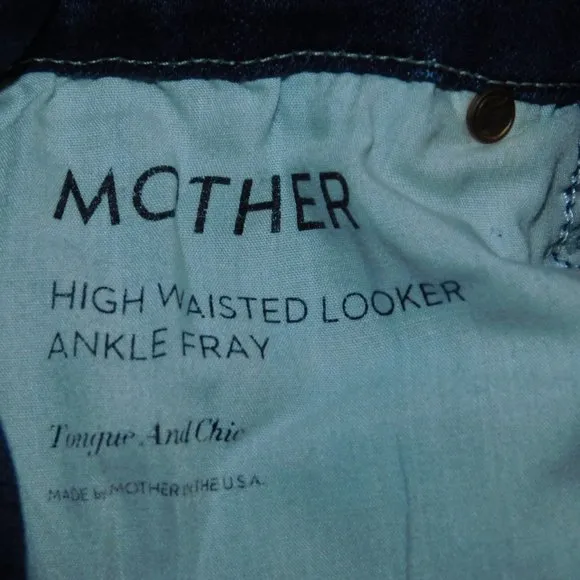 MOTHER
HIGH WAISTED LOOKER
ANKLE FRAY
Tongue And Chic
MADE by MOTHER IN THE U.S.A.